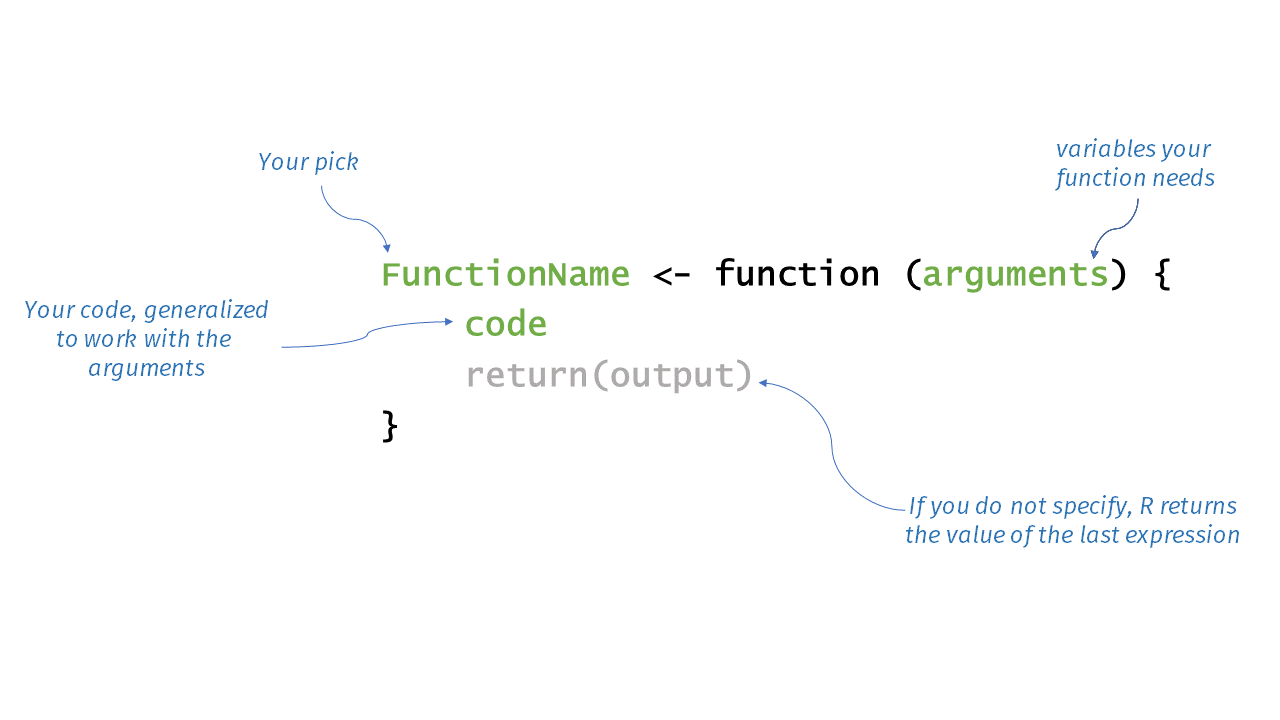 Your pick
variables your
function needs
FunctionName <- function (arguments) {
Your code, generalized
to work with the
arguments
code
return(output)
}
If you do not specify, R returns
the value of the last expression